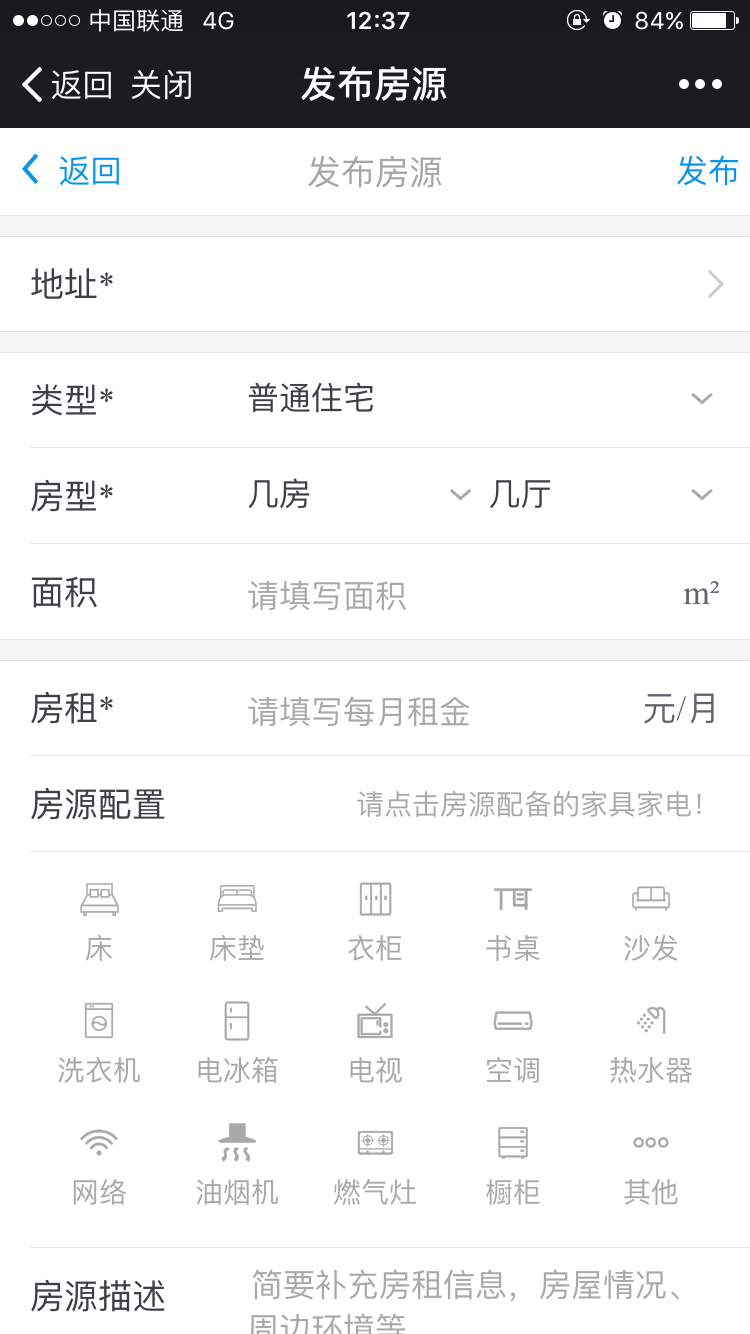 中国联通 4G 12:37 84%
返回 关闭 发布房源
返回 发布房源 发布
地址*
类型* 普通住宅
房型* 几房 几厅
面积 请填写面积 m²
房租* 请填写每月租金 元/月
房源配置 请点击房源配备的家具家电!
床 床垫 衣柜 书桌 沙发
洗衣机 电冰箱 电视 空调 热水器
网络 油烟机 燃气灶 橱柜 其他
房源描述 简要补充房租信息，房屋情况、
周边环境等